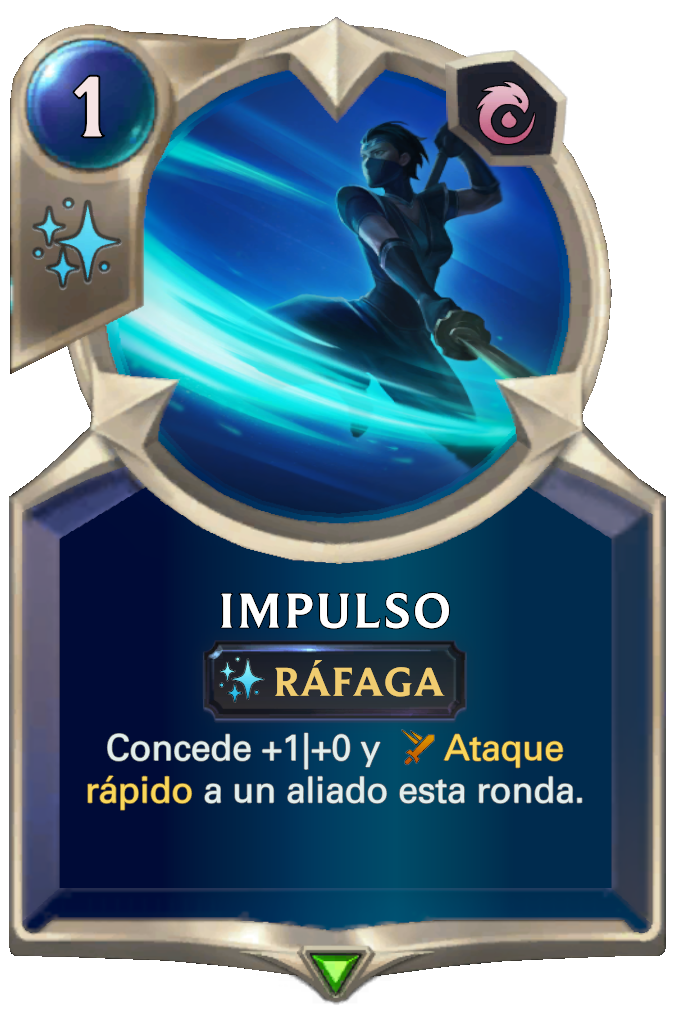 1
IMPULSO
RÁFAGA
Concede +1|+0 y Ataque
rápido a un aliado esta ronda.